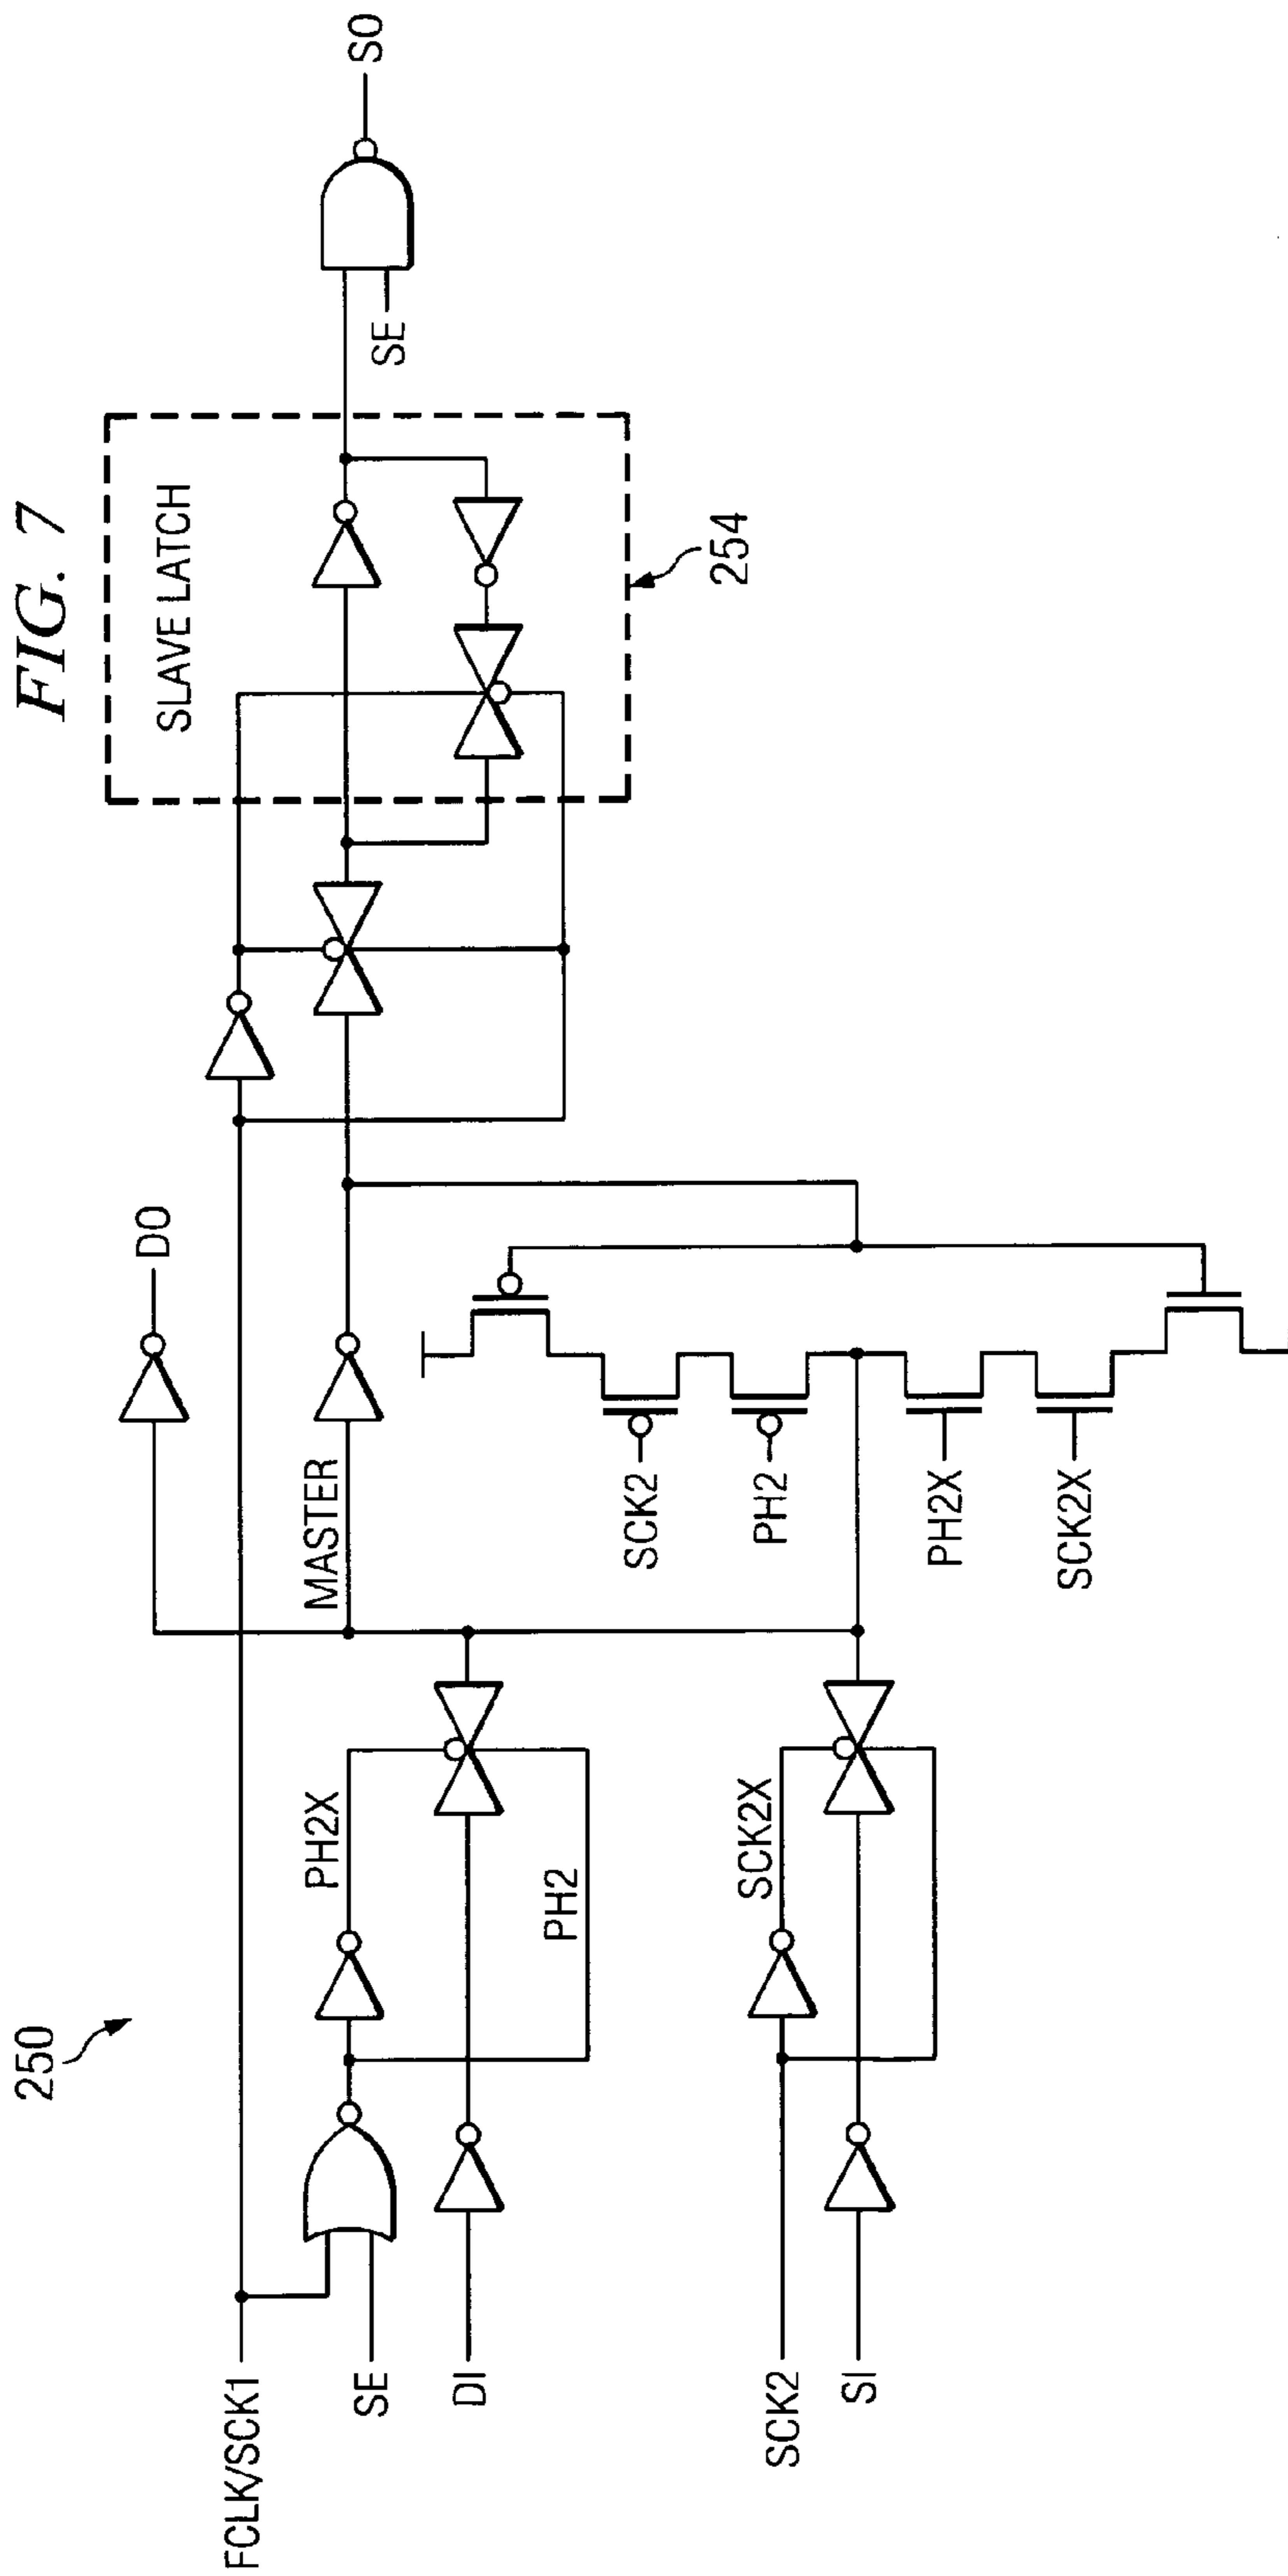 FIG. 7
250
FCLK/SCK1
SE
DI
SCK2
SI
PH2X
PH2
SCK2X
MASTER
DO
SCK2
PH2
PH2X
SCK2X
SLAVE LATCH
254
SE
SO